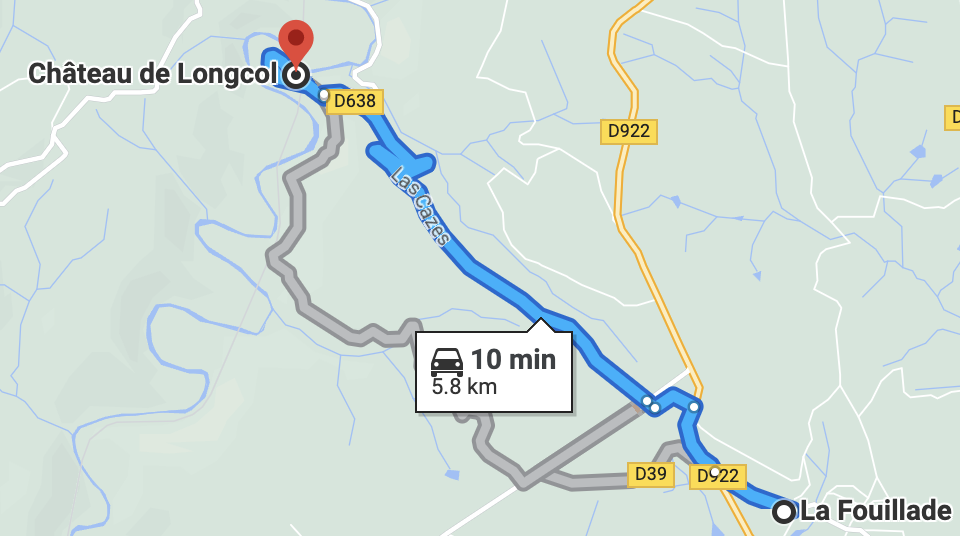 Château de Longcol
D638
D922
D
Las Cazes
10 min
5.8 km
D39
D922
La Fouillade